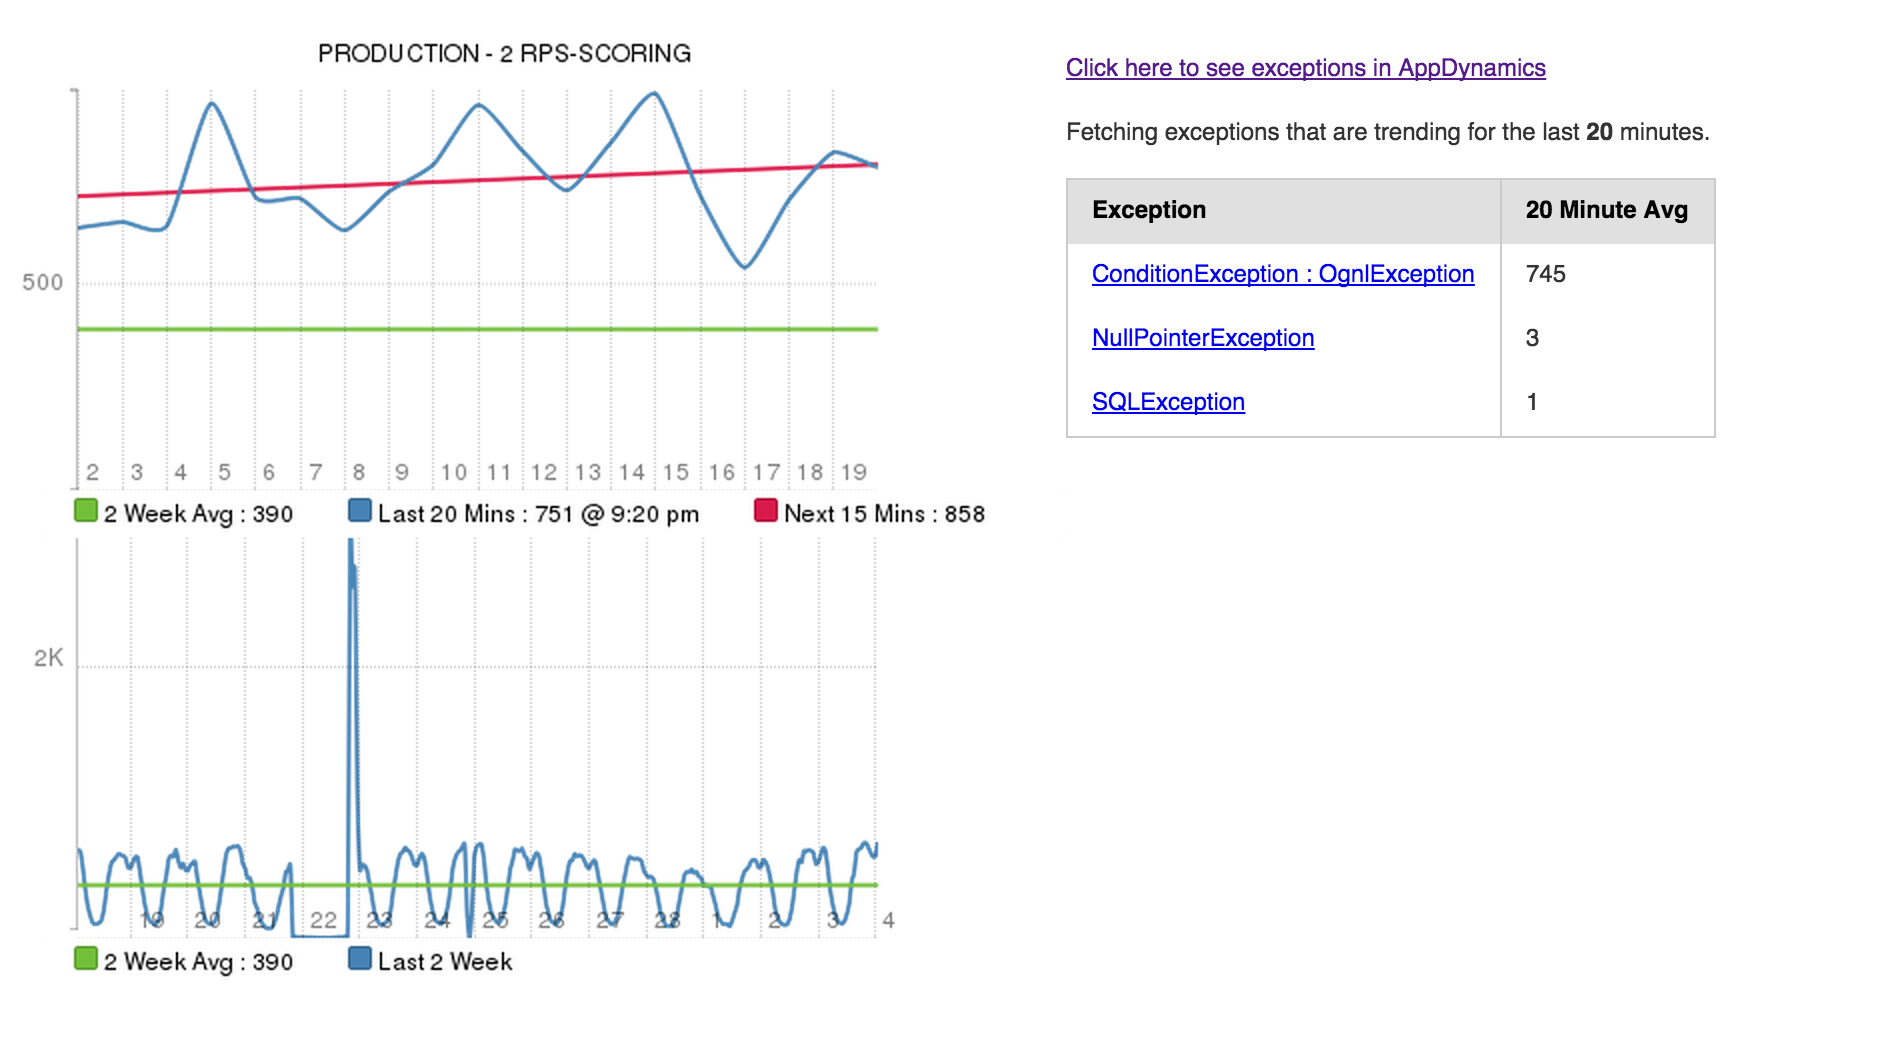 PRODUCTION - 2 RPS-SCORING
500
2 3 4 5 6 7 8 9 10 11 12 13 14 15 16 17 18 19
2 Week Avg : 390 Last 20 Mins : 751 @ 9:20 pm Next 15 Mins : 858
2K
19 20 21 22 23 24 25 26 27 28 1 2 3 4
2 Week Avg : 390 Last 2 Week
Click here to see exceptions in AppDynamics
Fetching exceptions that are trending for the last 20 minutes.
Exception 20 Minute Avg
ConditionException : OgnlException 745
NullPointerException 3
SQLException 1